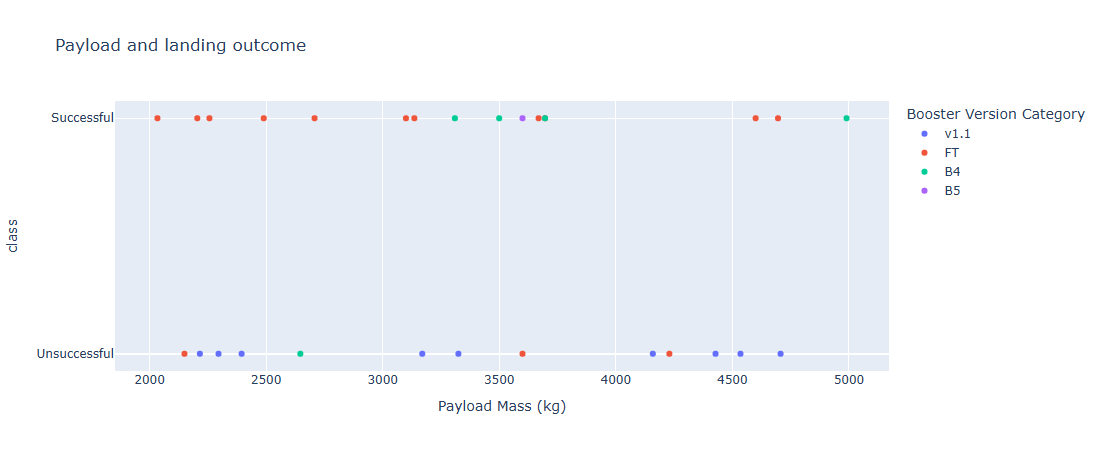 Payload and landing outcome
Successful
Unsuccessful
class
2000 2500 3000 3500 4000 4500 5000
Payload Mass (kg)
Booster Version Category
v1.1
FT
B4
B5